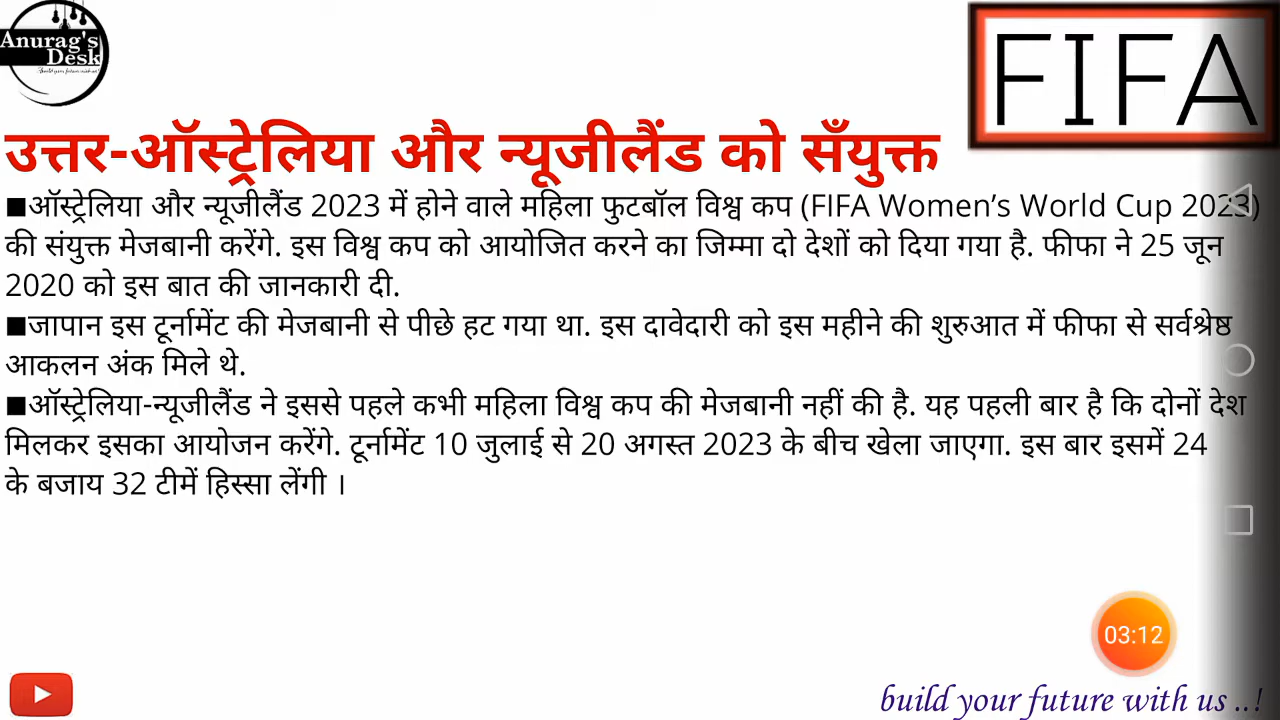 Anurag's
Desk
FIFA
उत्तर-ऑस्ट्रेलिया और न्यूजीलैंड को सँयुक्त
■ऑस्ट्रेलिया और न्यूजीलैंड 2023 में होने वाले महिला फुटबॉल विश्व कप (FIFA Women’s World Cup 2023)
की संयुक्त मेजबानी करेंगे. इस विश्व कप को आयोजित करने का जिम्मा दो देशों को दिया गया है. फीफा ने 25 जून
2020 को इस बात की जानकारी दी.
■जापान इस टूर्नामेंट की मेजबानी से पीछे हट गया था. इस दावेदारी को इस महीने की शुरुआत में फीफा से सर्वश्रेष्ठ
आकलन अंक मिले थे.
■ऑस्ट्रेलिया-न्यूजीलैंड ने इससे पहले कभी महिला विश्व कप की मेजबानी नहीं की है. यह पहली बार है कि दोनों देश
मिलकर इसका आयोजन करेंगे. टूर्नामेंट 10 जुलाई से 20 अगस्त 2023 के बीच खेला जाएगा. इस बार इसमें 24
के बजाय 32 टीमें हिस्सा लेंगी ।
03:12
build your future with us ..!